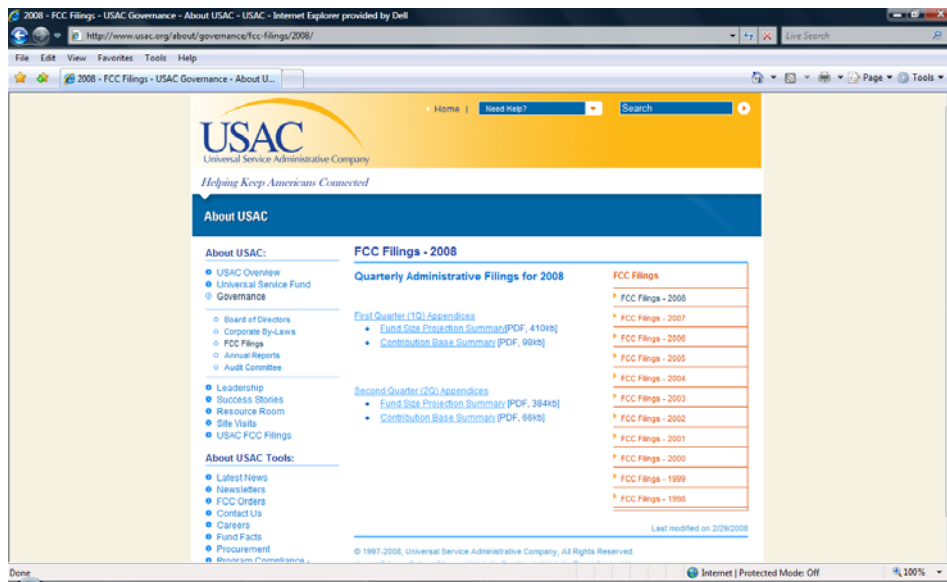 2008 - FCC Filings - USAC Governance - About USAC - USAC - Internet Explorer provided by Dell
http://www.usac.org/about/governance/fcc-filings/2008/
Live Search
File Edit View Favorites Tools Help
2008 - FCC Filings - USAC Governance - About U...
Page Tools
Home | Need Help? Search
USAC
Universal Service Administrative Company
Helping Keep Americans Connected
About USAC
About USAC:
USAC Overview
Universal Service Fund
Governance
Board of Directors
Corporate By-Laws
FCC Filings
Annual Reports
Audit Committee
Leadership
Success Stories
Resource Room
Site Visits
USAC FCC Filings
About USAC Tools:
Latest News
Newsletters
FCC Orders
Contact Us
Careers
Fund Facts
Procurement
Program Compliance -
FCC Filings - 2008
Quarterly Administrative Filings for 2008
First Quarter (1Q) Appendices
Fund Size Projection Summary[PDF, 410kb]
Contribution Base Summary [PDF, 98kb]
Second Quarter (2Q) Appendices
Fund Size Projection Summary [PDF, 384kb]
Contribution Base Summary [PDF, 66kb]
FCC Filings
FCC Filings - 2008
FCC Filings - 2007
FCC Filings - 2006
FCC Filings - 2005
FCC Filings - 2004
FCC Filings - 2003
FCC Filings - 2002
FCC Filings - 2001
FCC Filings - 2000
FCC Filings - 1999
FCC Filings - 1998
Last modified on 2/29/2008
© 1997-2008, Universal Service Administrative Company, All Rights Reserved.
Done
Internet | Protected Mode: Off
100%